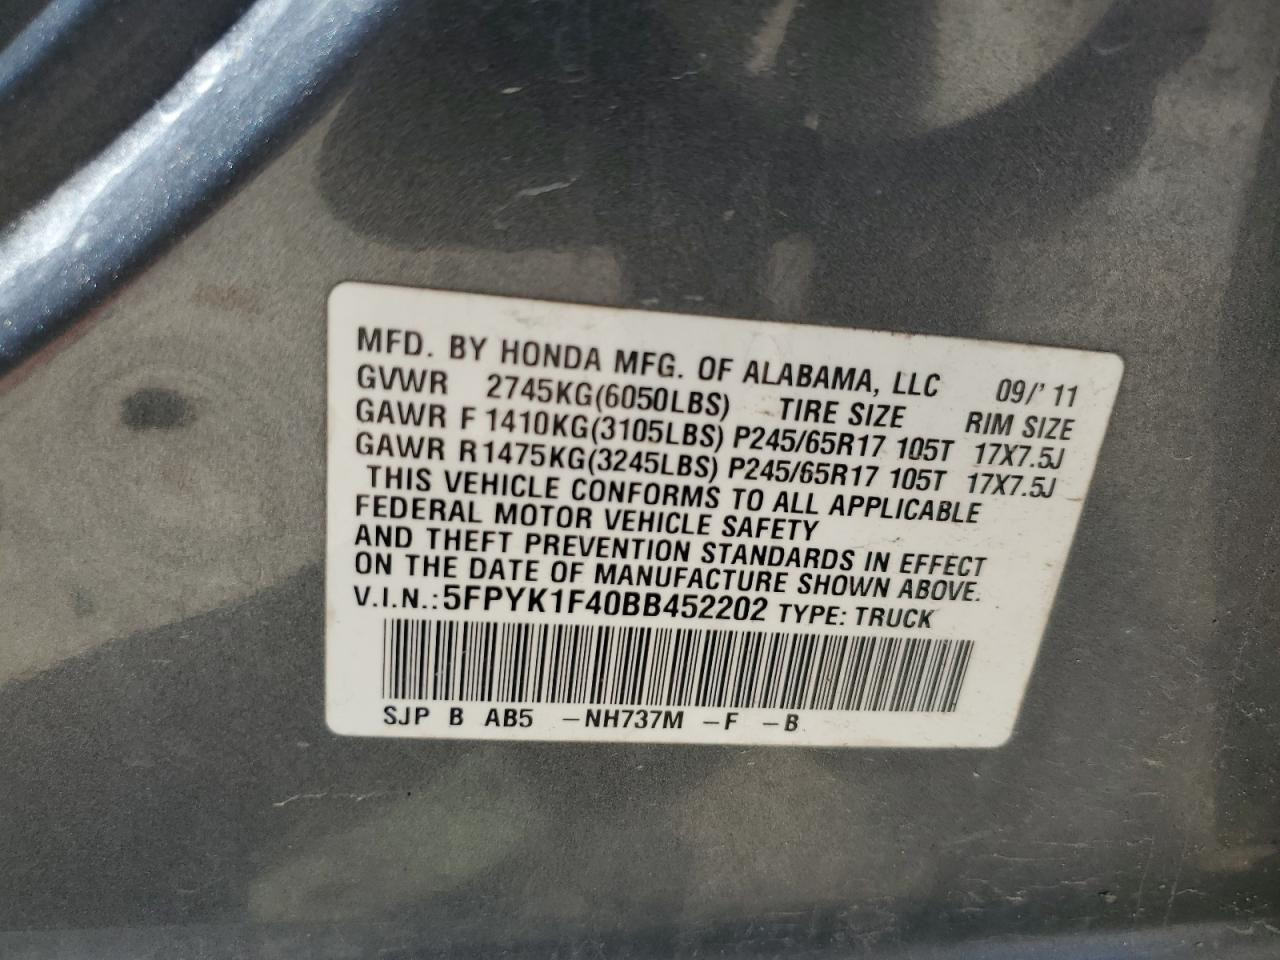 MFD. BY HONDA MFG. OF ALABAMA, LLC 09/' 11
GVWR 2745KG(6050LBS) TIRE SIZE RIM SIZE
GAWR F 1410KG(3105LBS) P245/65R17 105T 17X7.5J
GAWR R1475KG(3245LBS) P245/65R17 105T 17X7.5J
THIS VEHICLE CONFORMS TO ALL APPLICABLE
FEDERAL MOTOR VEHICLE SAFETY
AND THEFT PREVENTION STANDARDS IN EFFECT
ON THE DATE OF MANUFACTURE SHOWN ABOVE.
V.I.N.:5FPYK1F40BB452202 TYPE: TRUCK
SJP B AB5 –NH737M –F –B